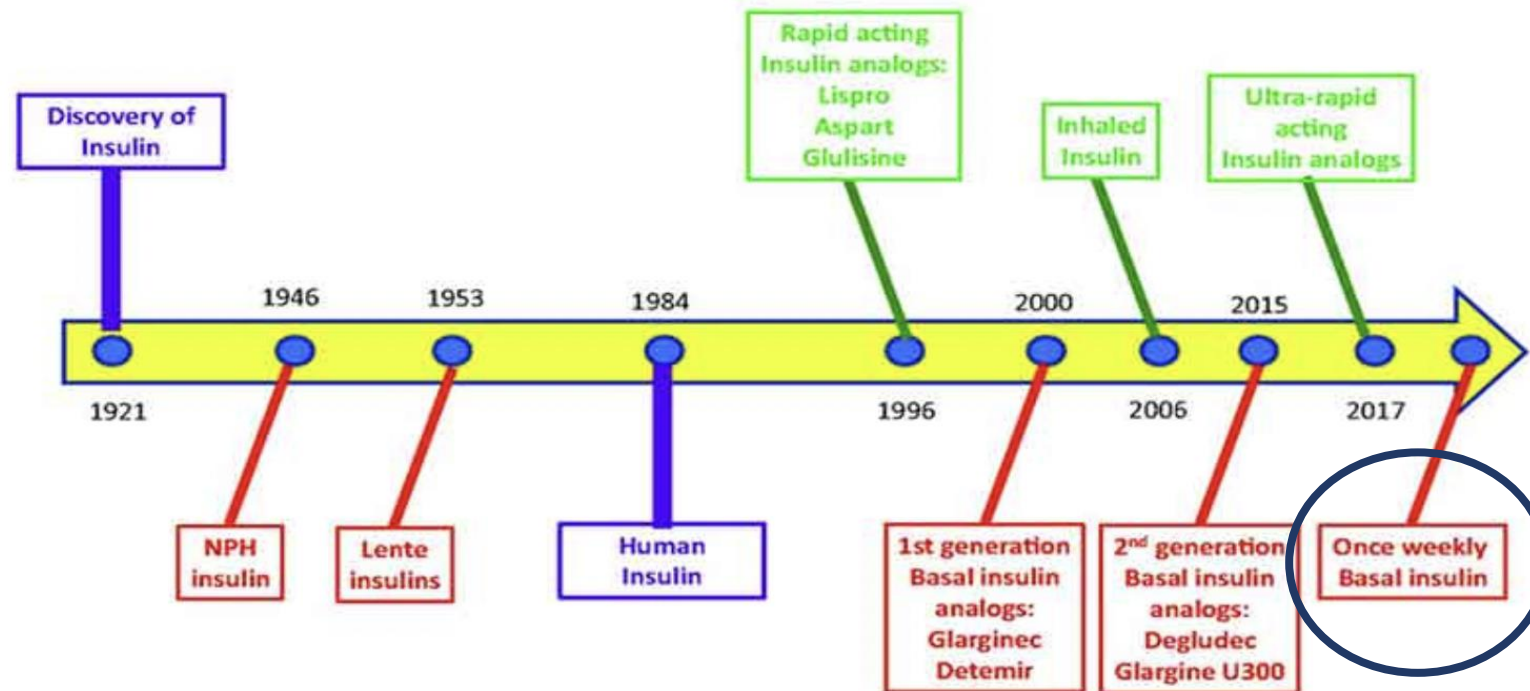 Discovery of
Insulin
Rapid acting
Insulin analogs:
Lispro
Aspart
Glulisine
Inhaled
Insulin
Ultra-rapid
acting
Insulin analogs
1946
1953
1984
2000
2015
1921
1996
2006
2017
NPH
insulin
Lente
insulins
Human
Insulin
1st generation
Basal insulin
analogs:
Glarginec
Detemir
2nd generation
Basal insulin
analogs:
Degludec
Glargine U300
Once weekly
Basal insulin